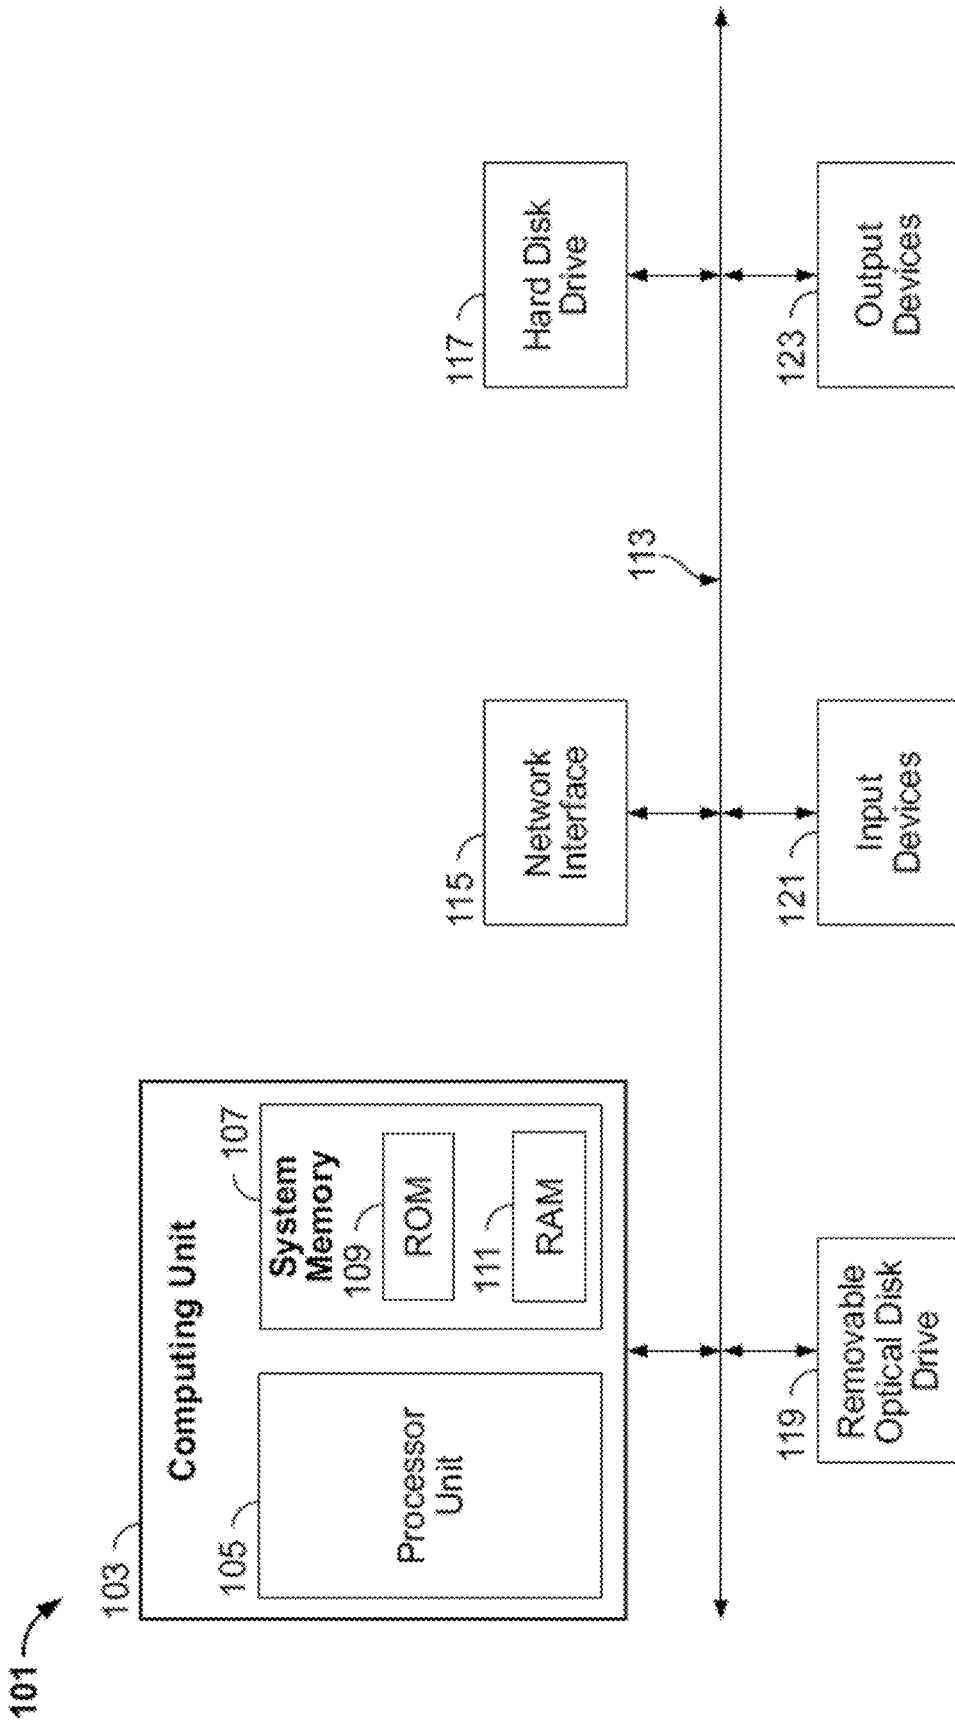 101
103
Computing Unit
105
Processor
Unit
107
System
Memory
109
ROM
111
RAM
115
Network
Interface
117
Hard Disk
Drive
113
119
Removable
Optical Disk
Drive
121
Input
Devices
123
Output
Devices